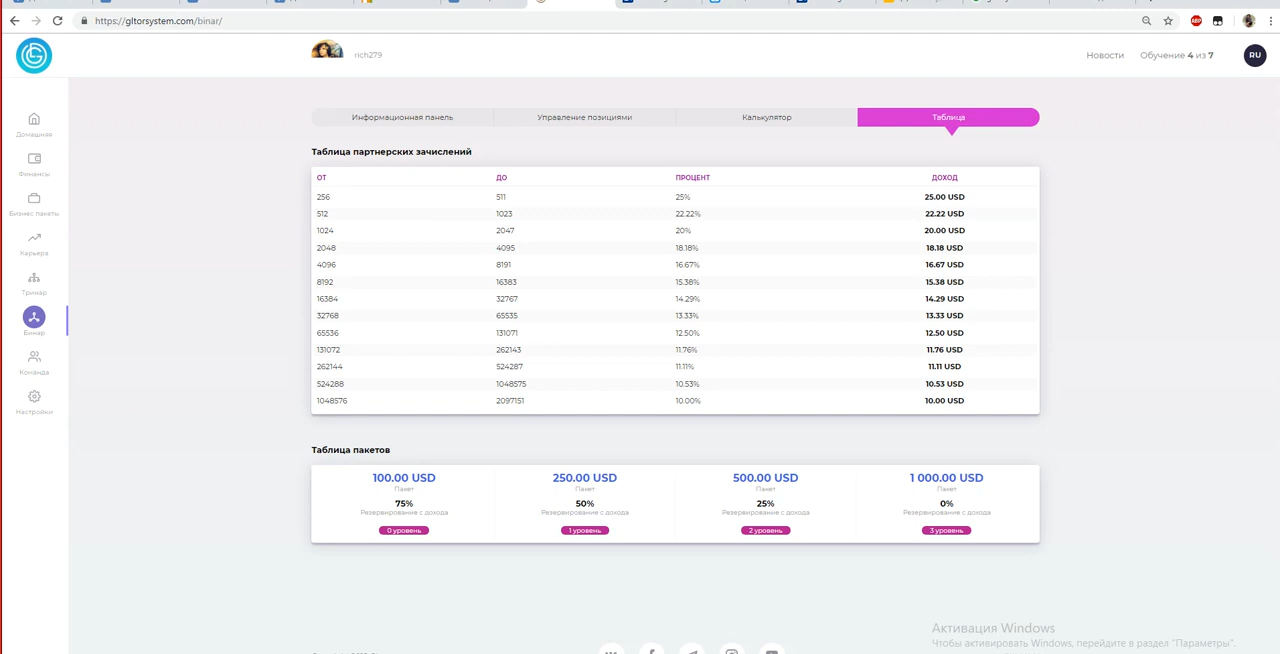 https://gltorsystem.com/binar/
ABP
rich279
Новости
Обучение 4 из 7
RU
Домашняя
Финансы
Бизнес пакеты
Карьера
Тринар
Бинар
Команда
Настройки
Информационная панель
Управление позициями
Калькулятор
Таблица
Таблица партнерских зачислений
ОТ ДО ПРОЦЕНТ ДОХОД
256 511 25% 25.00 USD
512 1023 22.22% 22.22 USD
1024 2047 20% 20.00 USD
2048 4095 18.18% 18.18 USD
4096 8191 16.67% 16.67 USD
8192 16383 15.38% 15.38 USD
16384 32767 14.29% 14.29 USD
32768 65535 13.33% 13.33 USD
65536 131071 12.50% 12.50 USD
131072 262143 11.76% 11.76 USD
262144 524287 11.11% 11.11 USD
524288 1048575 10.53% 10.53 USD
1048576 2097151 10.00% 10.00 USD
Таблица пакетов
100.00 USD 250.00 USD 500.00 USD 1 000.00 USD
Пакет Пакет Пакет Пакет
75% 50% 25% 0%
Резервирование с дохода Резервирование с дохода Резервирование с дохода Резервирование с дохода
0 уровень 1 уровень 2 уровень 3 уровень
Активация Windows
Чтобы активировать Windows, перейдите в раздел "Параметры".